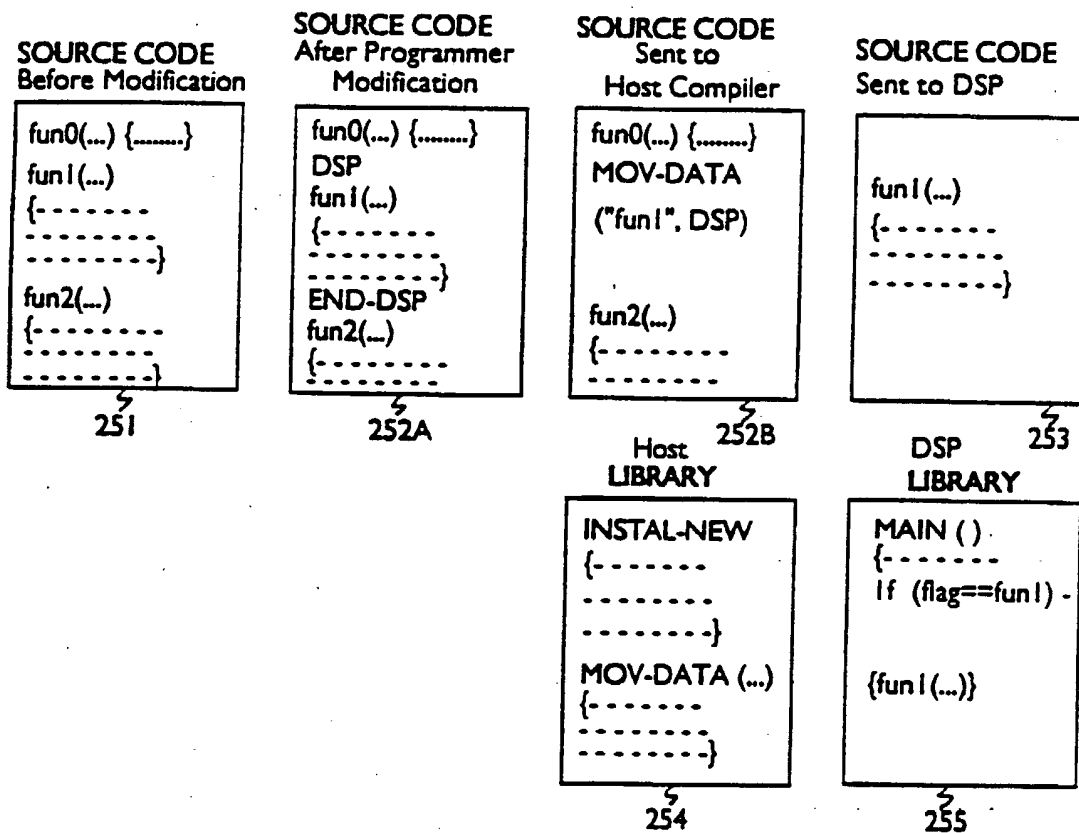 SOURCE CODE
Before Modification
fun0(...) {........}
fun1(...)
{- - - - - - -
- - - - - - - -
- - - - - - - -}
fun2(...)
{- - - - - - - -
- - - - - - - -
- - - - - - - -}
251
SOURCE CODE
After Programmer
Modification
fun0(...) {........}
DSP
fun1(...)
{- - - - - - -
- - - - - - - -
- - - - - - - -}
END-DSP
fun2(...)
{- - - - - - - -
- - - - - - - -
252A
SOURCE CODE
Sent to
Host Compiler
fun0(...) {........}
MOV-DATA
("fun1", DSP)
fun2(...)
{- - - - - - -
- - - - - - - -
252B
SOURCE CODE
Sent to DSP
fun1(...)
{- - - - - - -
- - - - - - - -
- - - - - - - -}
253
Host
LIBRARY
INSTAL-NEW
{- - - - - - -
- - - - - - - -
- - - - - - - -}
MOV-DATA (...)
{- - - - - - -
- - - - - - - -
- - - - - - - -}
254
DSP
LIBRARY
MAIN ( )
{- - - - - - -
If (flag==fun1) -
{fun1(...)}
255